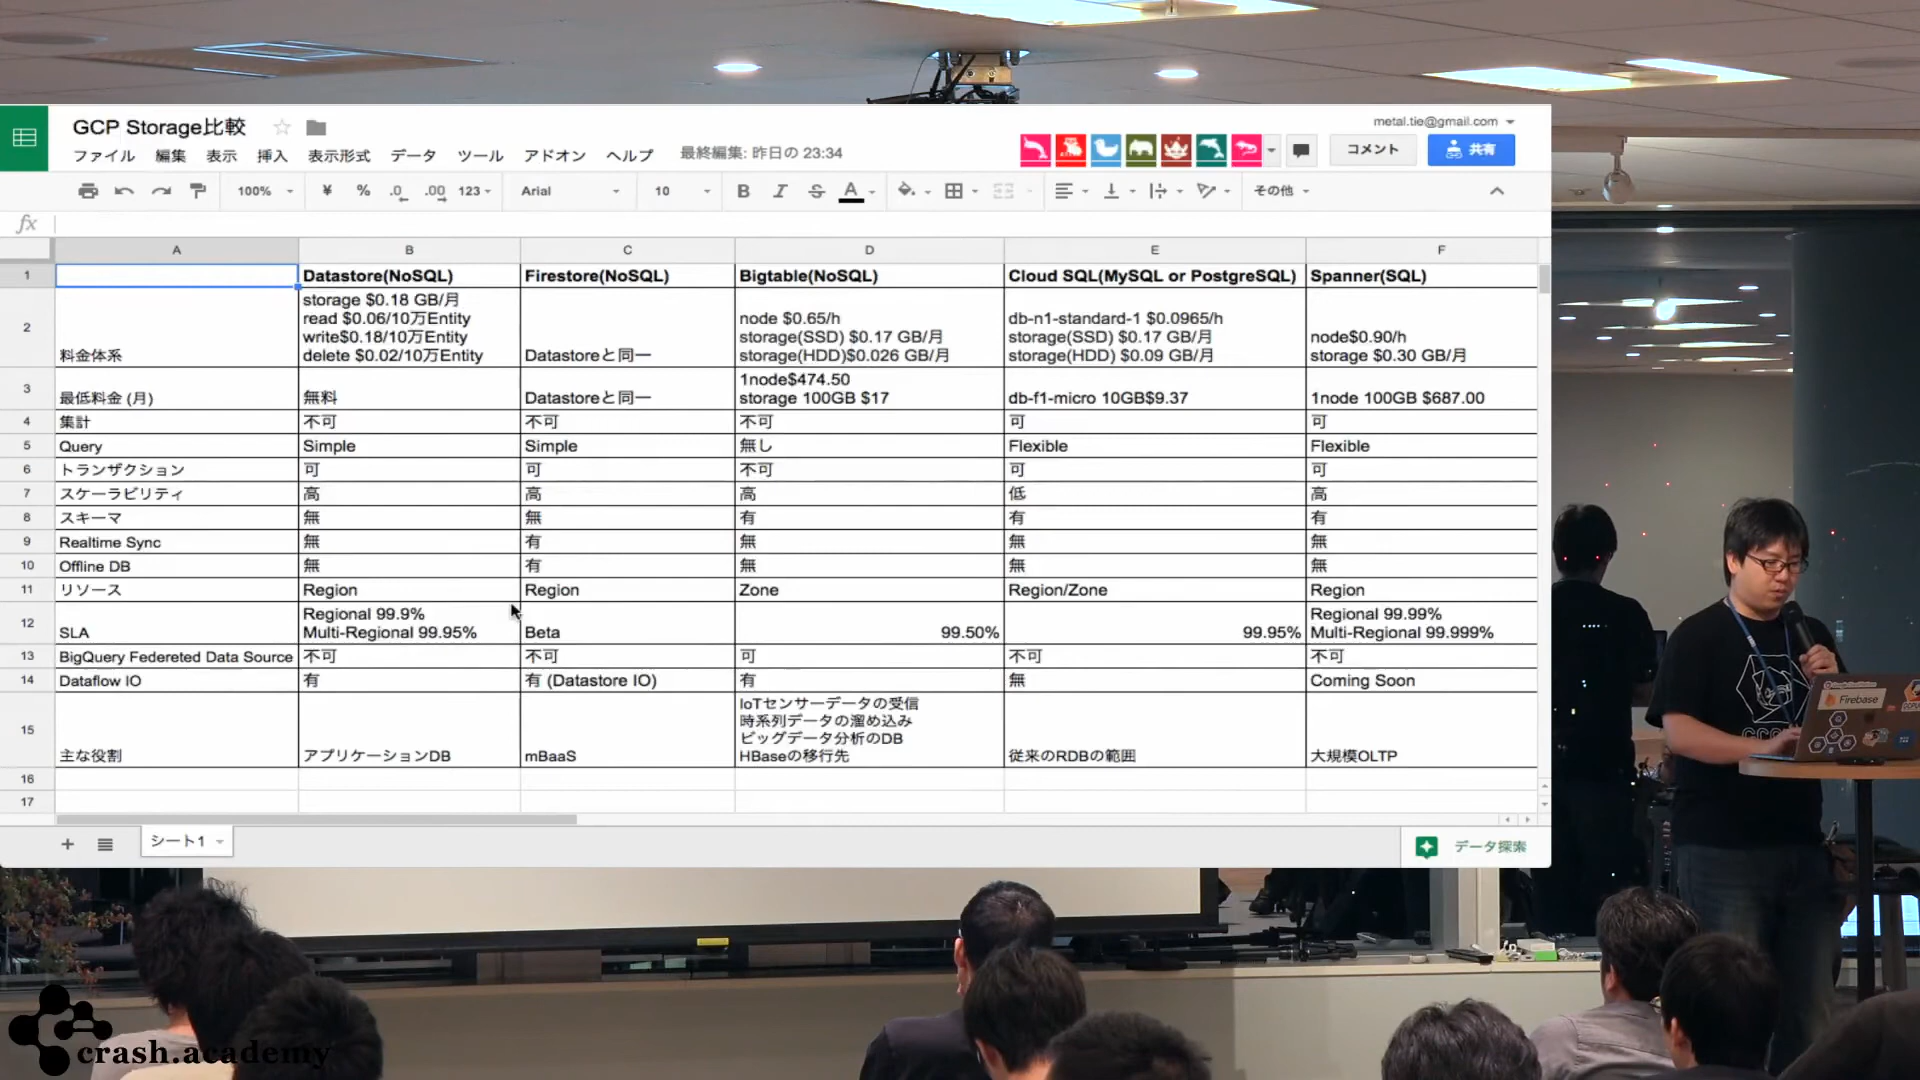 GCP Storage比較
metal.tie@gmail.com
ファイル 編集 表示 挿入 表示形式 データ ツール アドオン ヘルプ 最終編集: 昨日の 23:34
コメント
共有
100% ¥ % .0 .00 123 Arial 10 B I S A その他
fx
A B C D E F
1 Datastore(NoSQL) Firestore(NoSQL) Bigtable(NoSQL) Cloud SQL(MySQL or PostgreSQL) Spanner(SQL)
2
料金体系
storage $0.18 GB/月
read $0.06/10万Entity
write$0.18/10万Entity
delete $0.02/10万Entity
Datastoreと同一
node $0.65/h
storage(SSD) $0.17 GB/月
storage(HDD)$0.026 GB/月
db-n1-standard-1 $0.0965/h
storage(SSD) $0.17 GB/月
storage(HDD) $0.09 GB/月
node$0.90/h
storage $0.30 GB/月
3
最低料金 (月)
無料
Datastoreと同一
1node$474.50
storage 100GB $17
db-f1-micro 10GB$9.37
1node 100GB $687.00
4 集計 不可 不可 不可 可 可
5 Query Simple Simple 無し Flexible Flexible
6 トランザクション 可 可 不可 可 可
7 スケーラビリティ 高 高 高 低 高
8 スキーマ 無 無 有 有 有
9 Realtime Sync 無 有 無 無 無
10 Offline DB 無 有 無 無 無
11 リソース Region Region Zone Region/Zone Region
12
SLA
Regional 99.9%
Multi-Regional 99.95%
Beta
99.50%
99.95%
Regional 99.99%
Multi-Regional 99.999%
13 BigQuery Federeted Data Source 不可 不可 可 不可 不可
14 Dataflow IO 有 有 (Datastore IO) 有 無 Coming Soon
15
主な役割
アプリケーションDB
mBaaS
IoTセンサーデータの受信
時系列データの溜め込み
ビッグデータ分析のDB
HBaseの移行先
従来のRDBの範囲
大規模OLTP
16
17
シート1
データ探索
Firebase
crash.academy